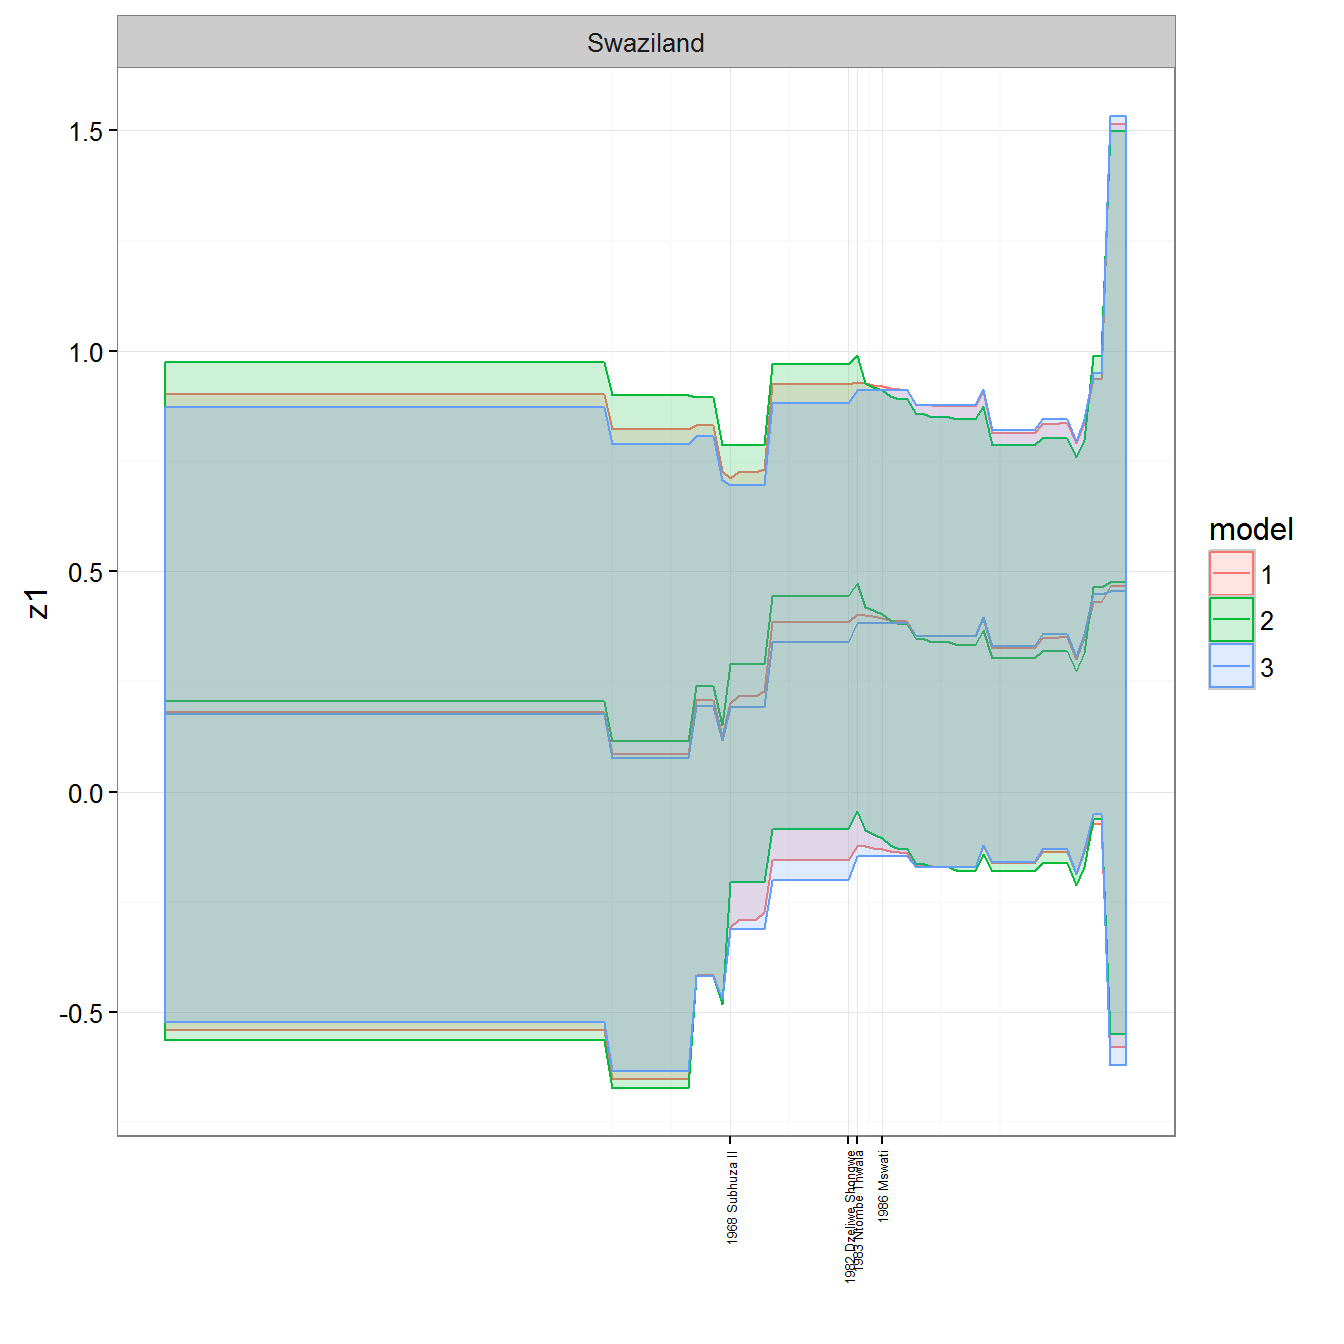 Swaziland
1.5
1.0
0.5
0.0
-0.5
z1
model
1
2
3
1968 Subhuza II
1982 Dzeliwe Shongwe
1983 Ntombe Thwala
1986 Mswati